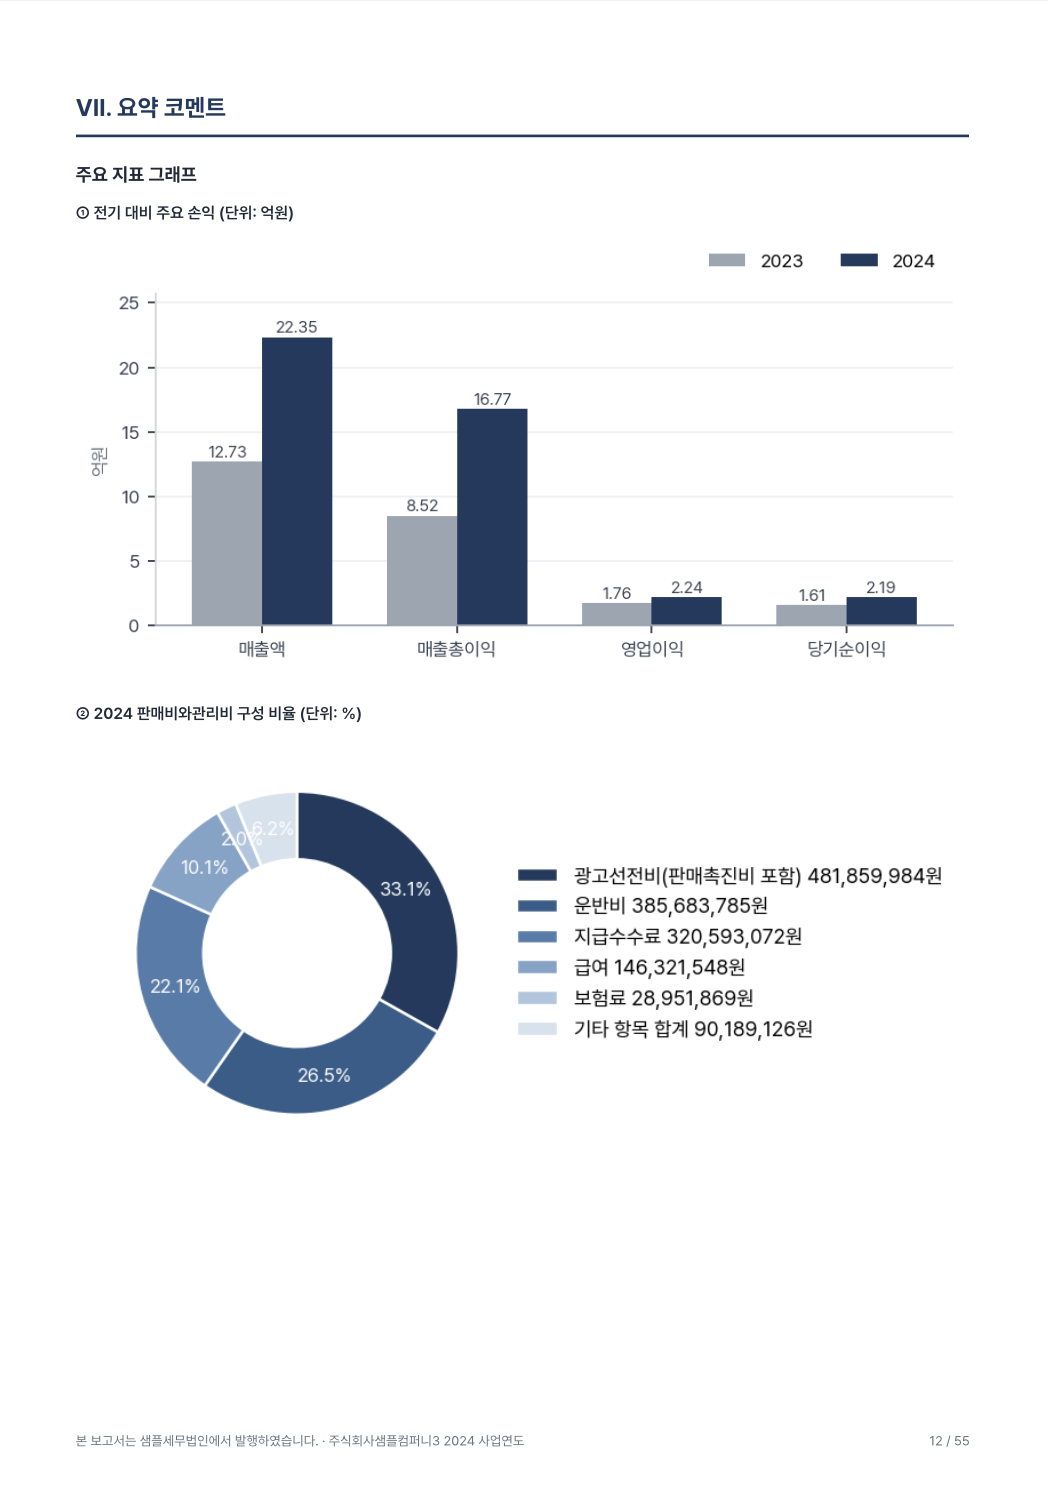 VII. 요약 코멘트
주요 지표 그래프
① 전기 대비 주요 손익 (단위: 억원)
2023 2024
25
20
15
10
5
0
억원
12.73 22.35
8.52 16.77
1.76 2.24
1.61 2.19
매출액 매출총이익 영업이익 당기순이익
② 2024 판매비와관리비 구성 비율 (단위: %)
33.1%
26.5%
22.1%
10.1%
2.0%
6.2%
광고선전비(판매촉진비 포함) 481,859,984원
운반비 385,683,785원
지급수수료 320,593,072원
급여 146,321,548원
보험료 28,951,869원
기타 항목 합계 90,189,126원
본 보고서는 샘플세무법인에서 발행하였습니다. · 주식회사샘플컴퍼니3 2024 사업연도 12 / 55